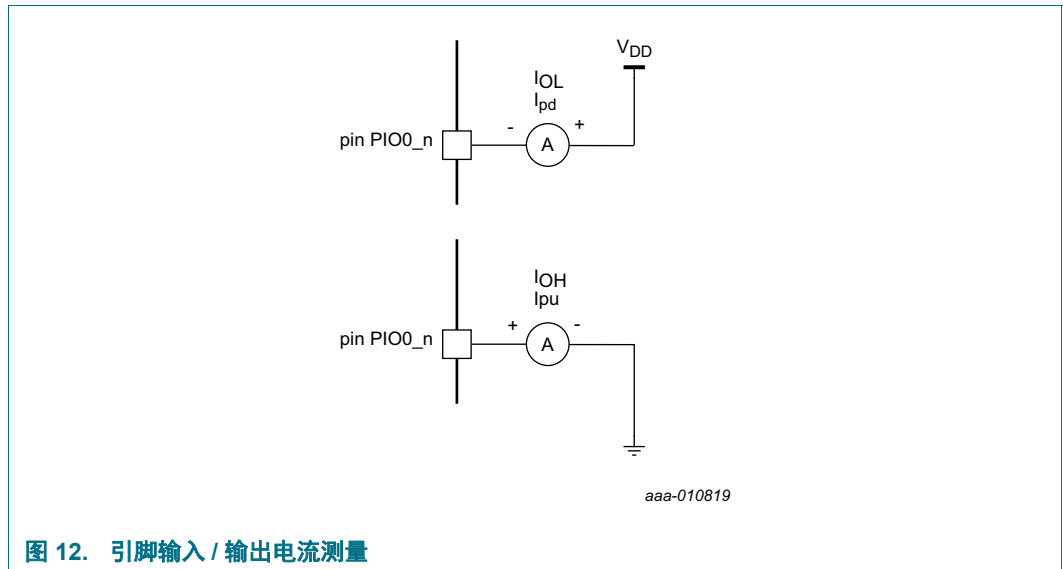 VDD
IOL
Ipd
- +
pin PIO0_n
A
IOH
Ipu
+ -
pin PIO0_n
A
aaa-010819
图 12. 引脚输入 / 输出电流测量